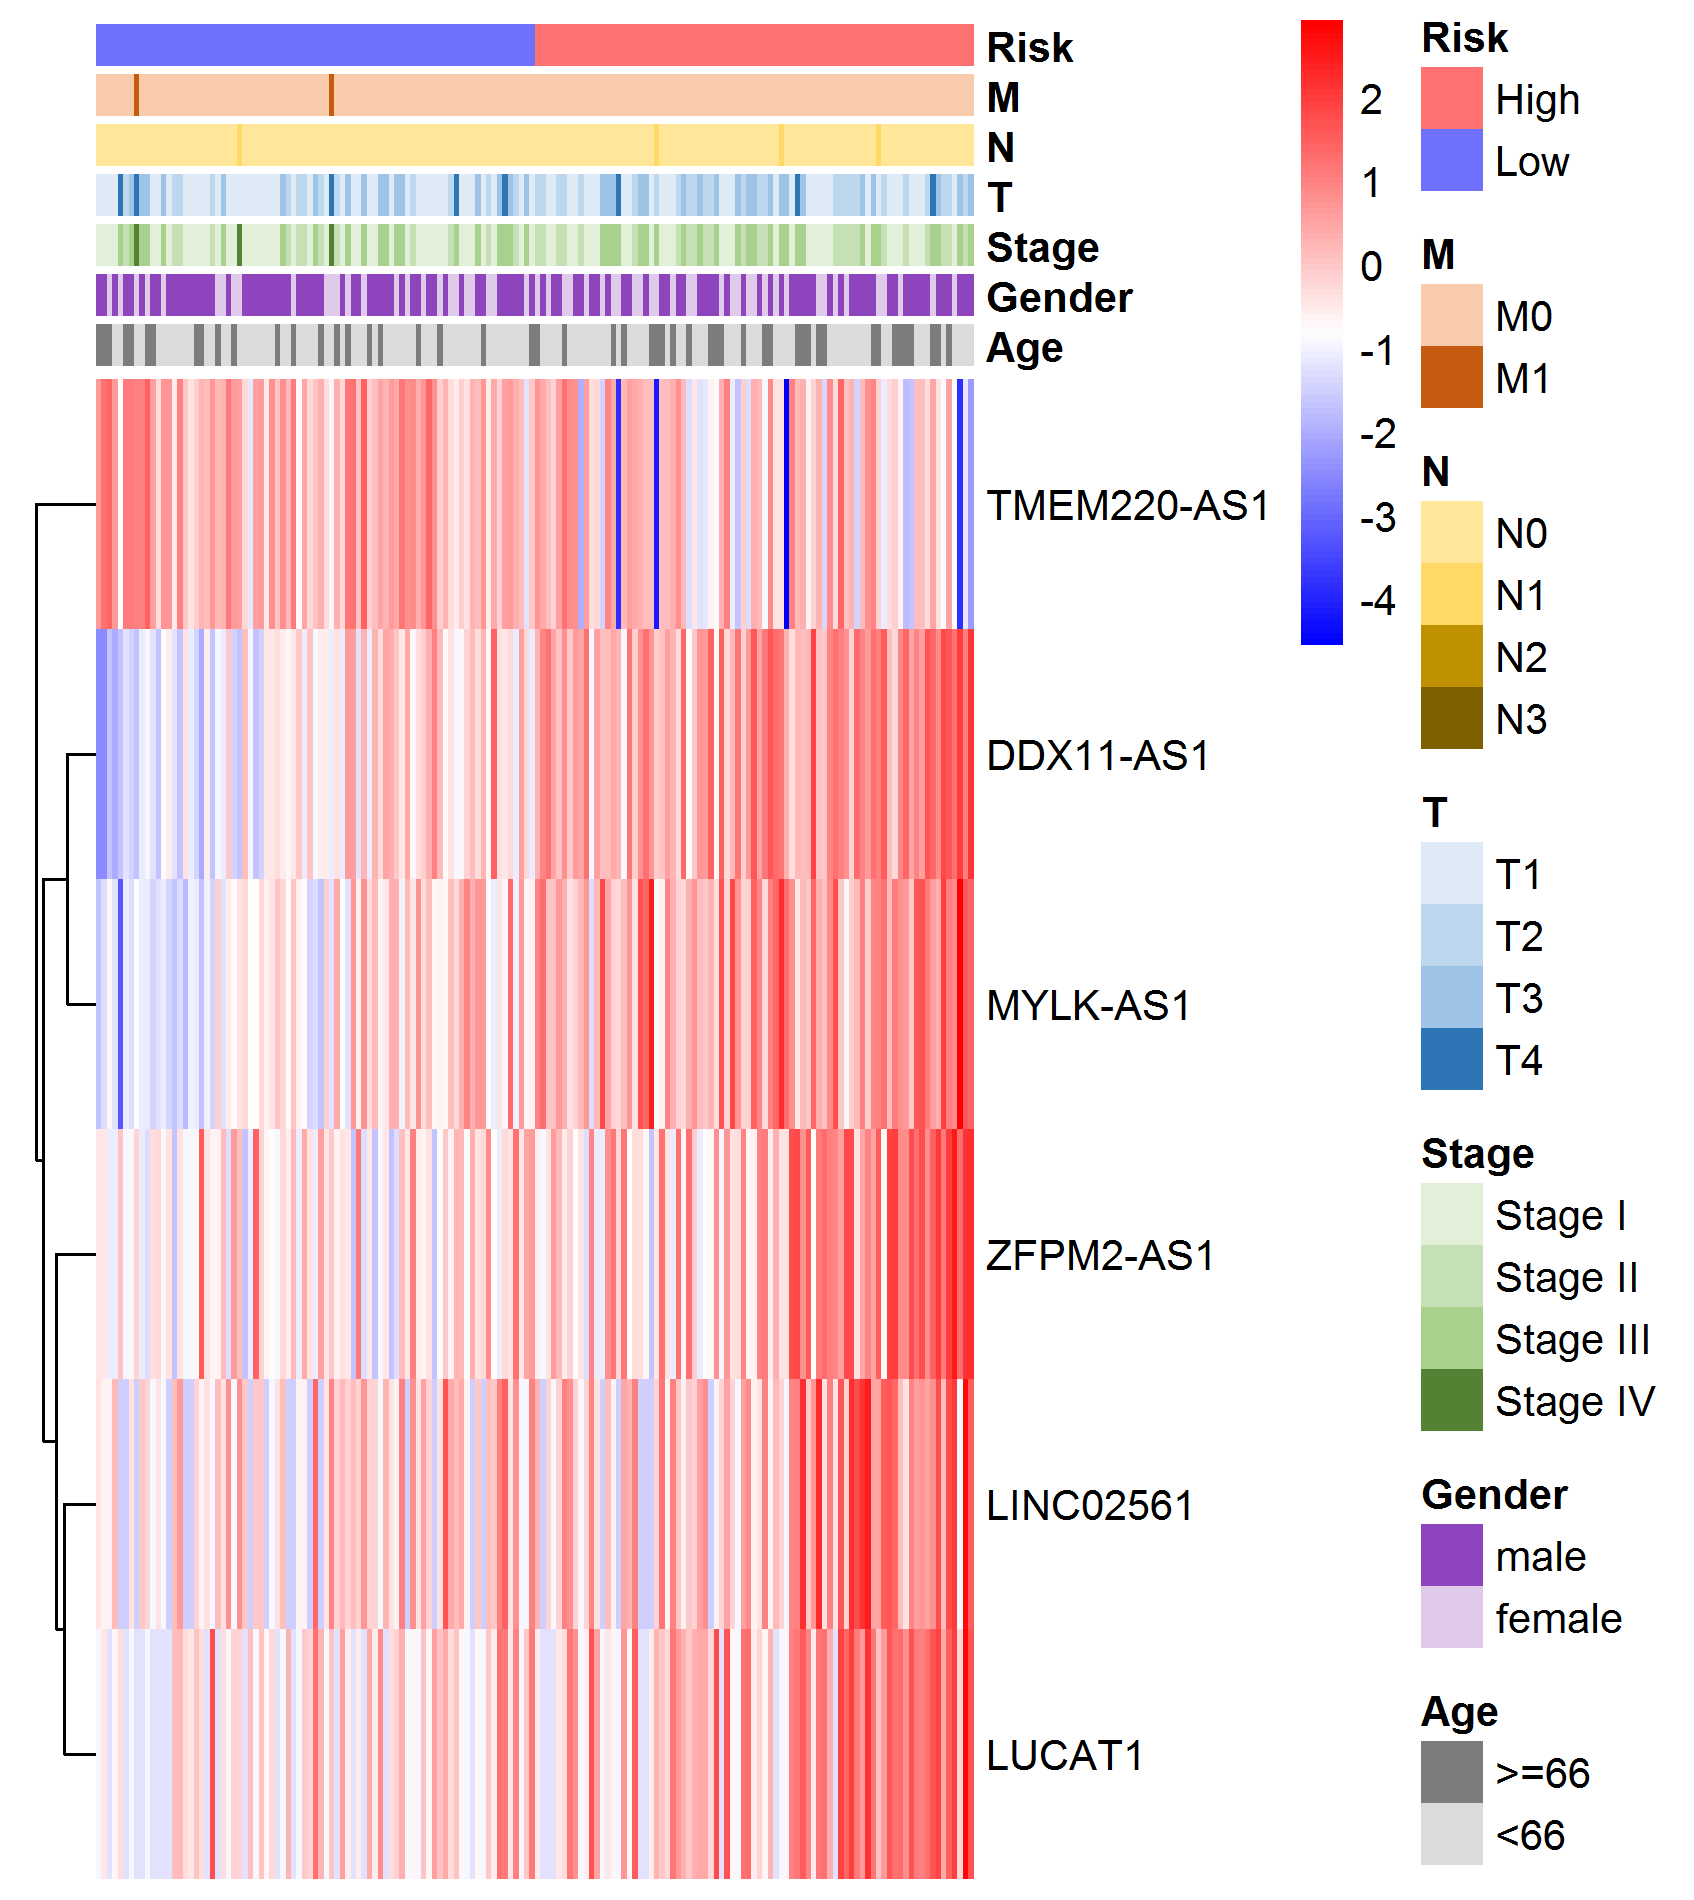 Risk
M
N
T
Stage
Gender
Age
TMEM220-AS1
DDX11-AS1
MYLK-AS1
ZFPM2-AS1
LINC02561
LUCAT1
2
1
0
-1
-2
-3
-4
Risk
High
Low
M
M0
M1
N
N0
N1
N2
N3
T
T1
T2
T3
T4
Stage
Stage I
Stage II
Stage III
Stage IV
Gender
male
female
Age
>=66
<66